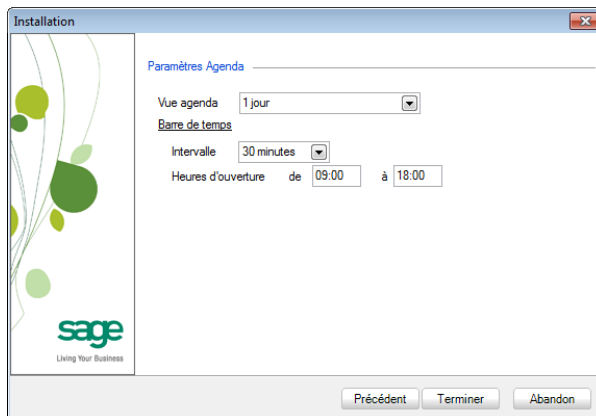 Installation
Paramètres Agenda
Vue agenda 1 jour
Barre de temps
Intervalle 30 minutes
Heures d'ouverture de 09:00 à 18:00
sage
Living Your Business
Précédent Terminer Abandon